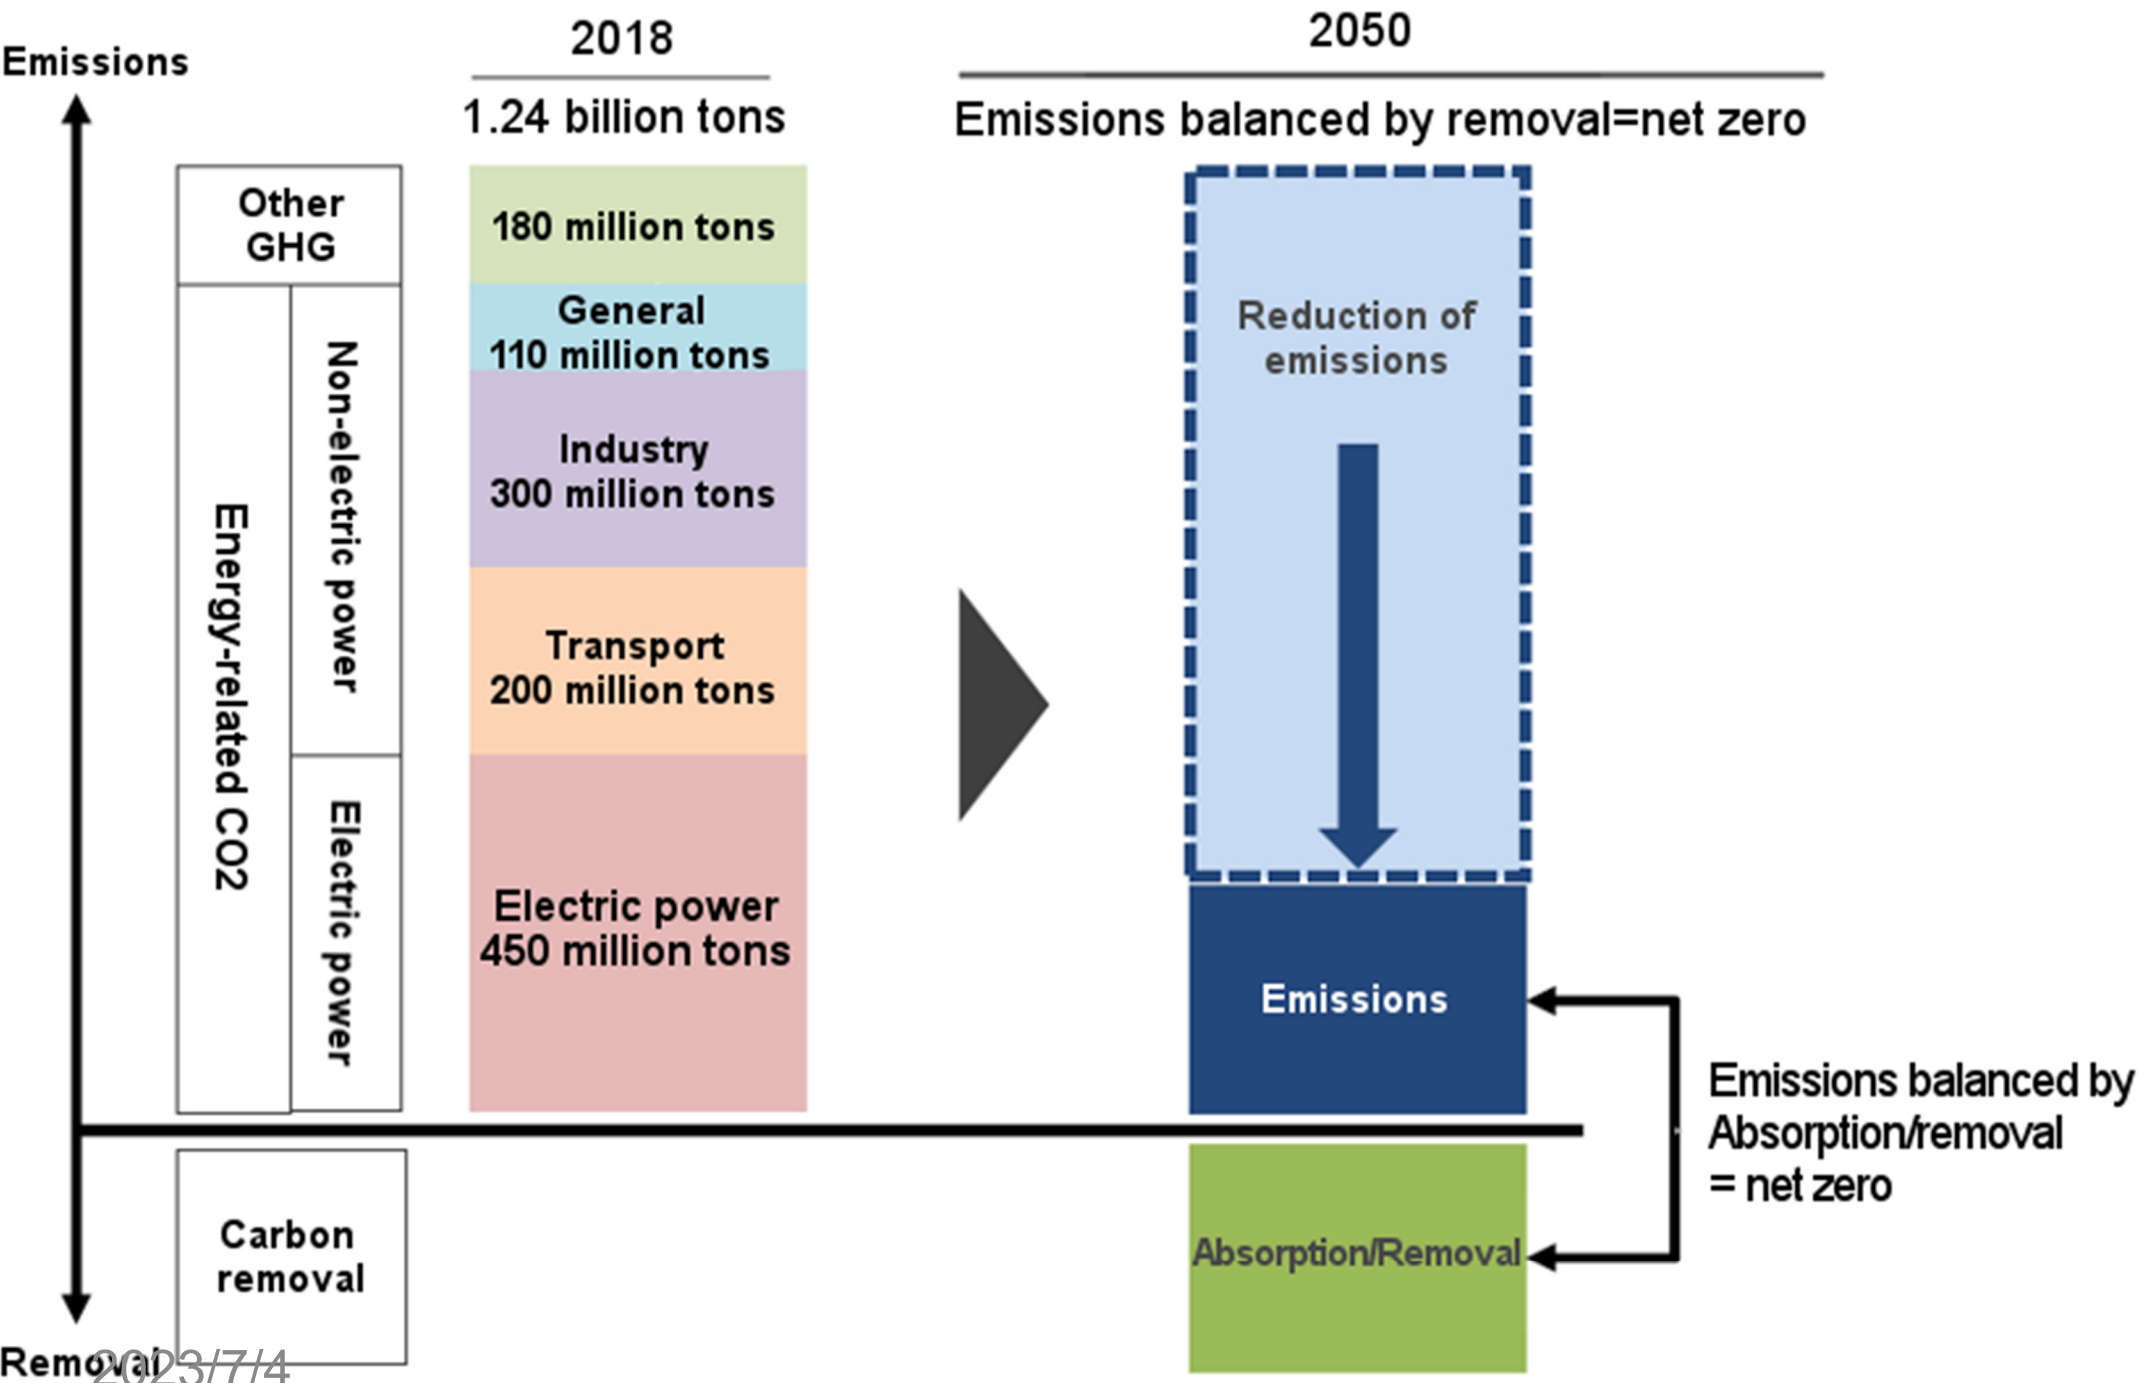 Emissions
2018
1.24 billion tons
2050
Emissions balanced by removal=net zero
Other
GHG
Energy-related CO2
Non-electric power
Electric power
180 million tons
General
110 million tons
Industry
300 million tons
Transport
200 million tons
Electric power
450 million tons
Reduction of
emissions
Emissions
Emissions balanced by
Absorption/removal
= net zero
Carbon
removal
Absorption/Removal
Removal
2023/7/4